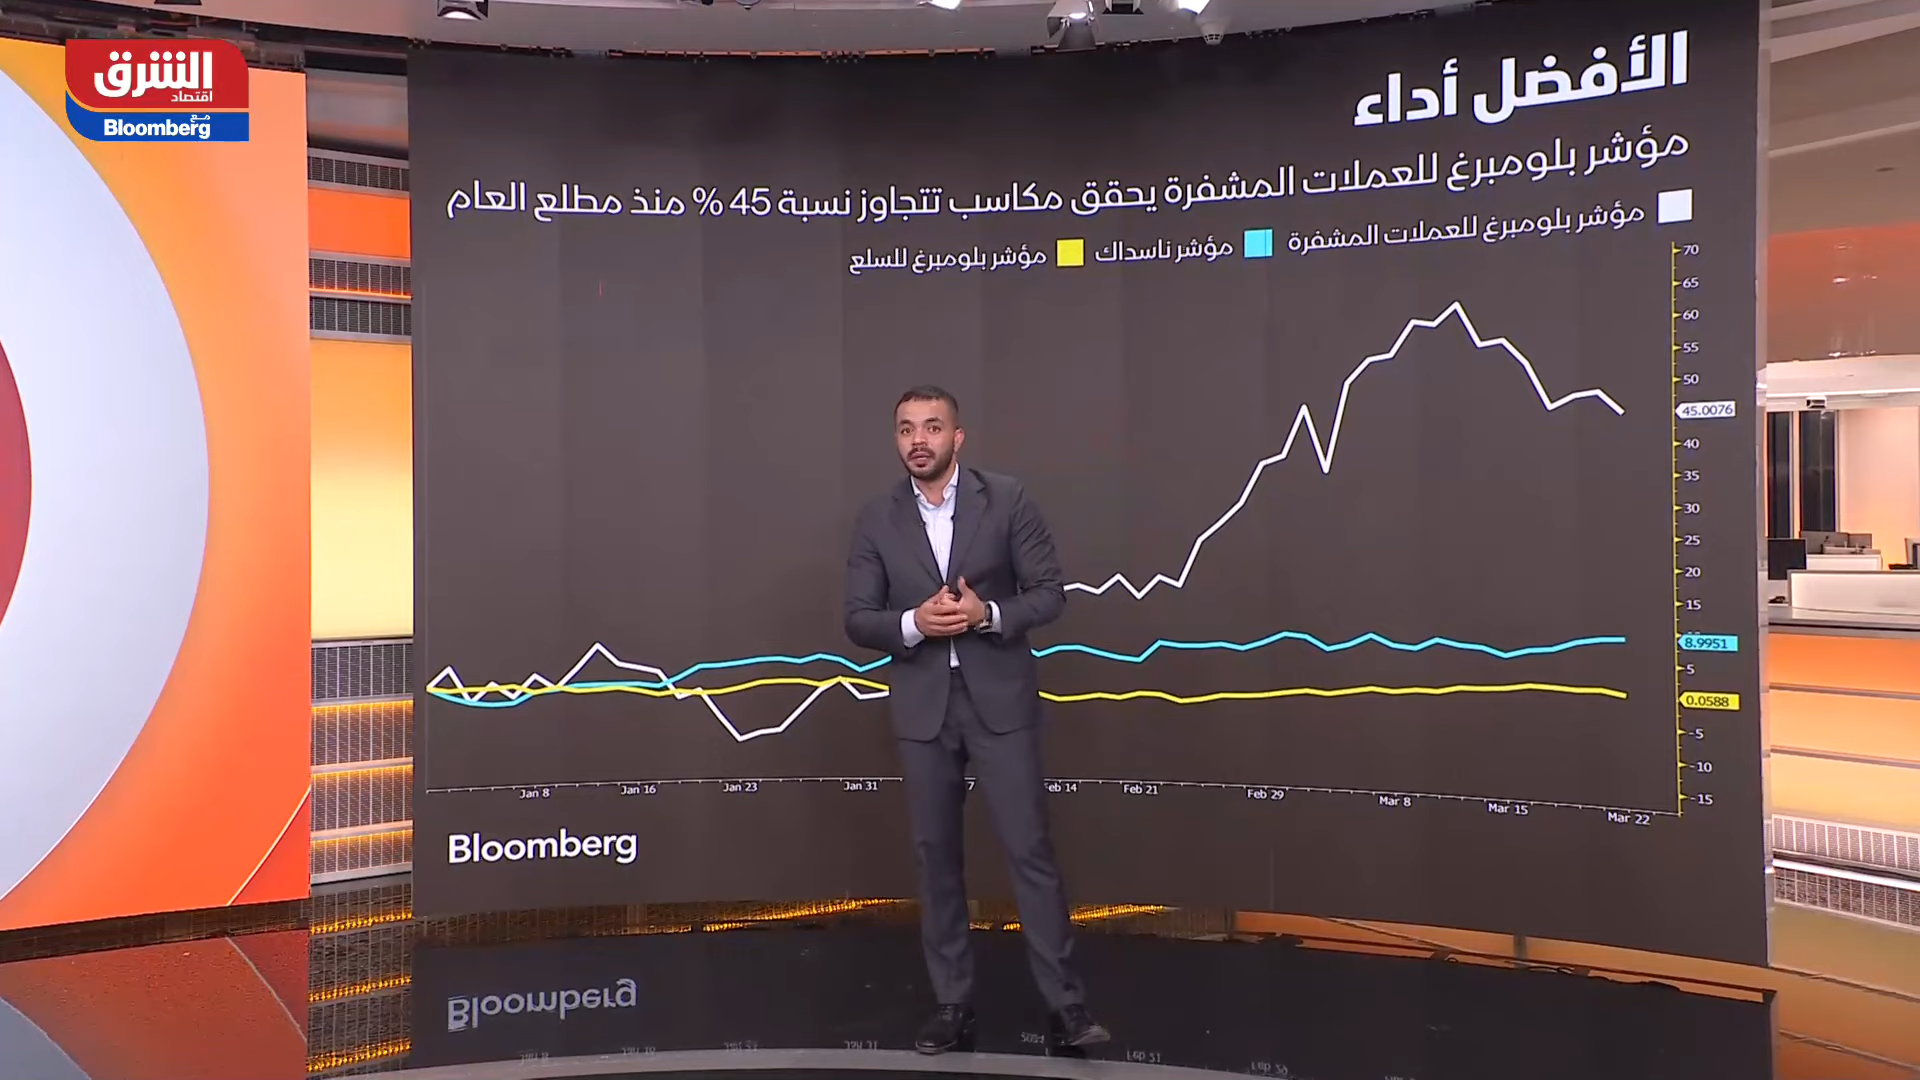 الشرق
اقتصاد
مع
Bloomberg
الأفضل أداء
مؤشر بلومبرغ للعملات المشفرة يحقق مكاسب تتجاوز نسبة 45 % منذ مطلع العام
مؤشر بلومبرغ للعملات المشفرة
مؤشر ناسداك
مؤشر بلومبرغ للسلع
70
65
60
55
50
45.0076
40
35
30
25
20
15
8.9951
5
0.0588
-5
-10
-15
Jan 8 Jan 16 Jan 23 Jan 31 7 Feb 14 Feb 21 Feb 29 Mar 8 Mar 15 Mar 22
Bloomberg